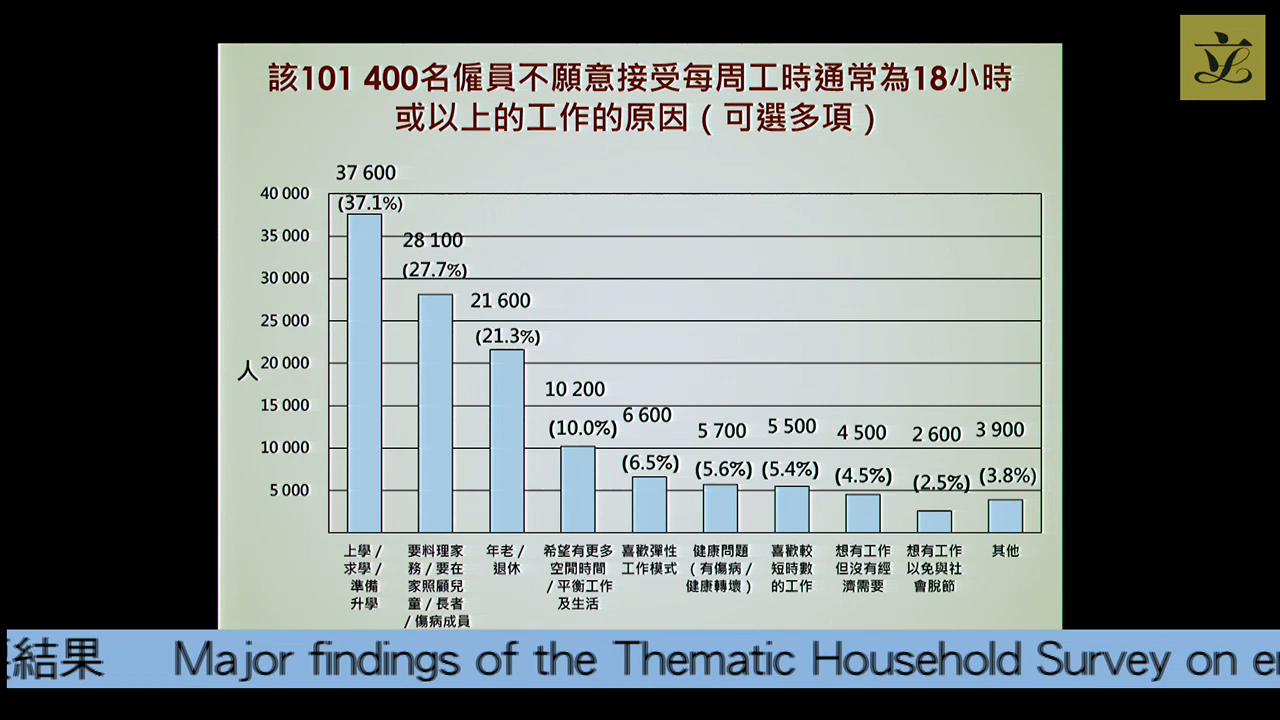 該101 400名僱員不願意接受每周工時通常為18小時
或以上的工作的原因（可選多項）
人
40 000
35 000
30 000
25 000
20 000
15 000
10 000
5 000
37 600
(37.1%)
28 100
(27.7%)
21 600
(21.3%)
10 200
(10.0%)
6 600
(6.5%)
5 700
(5.6%)
5 500
(5.4%)
4 500
(4.5%)
2 600
(2.5%)
3 900
(3.8%)
上學 /
求學 /
準備
升學
要料理家
務 / 要在
家照顧兒
童 / 長者
/ 傷病成員
年老 /
退休
希望有更多
空閒時間
/ 平衡工作
及生活
喜歡彈性
工作模式
健康問題
（有傷病 /
健康轉壞）
喜歡較
短時數
的工作
想有工作
但沒有經
濟需要
想有工作
以免與社
會脫節
其他
結果 Major findings of the Thematic Household Survey on